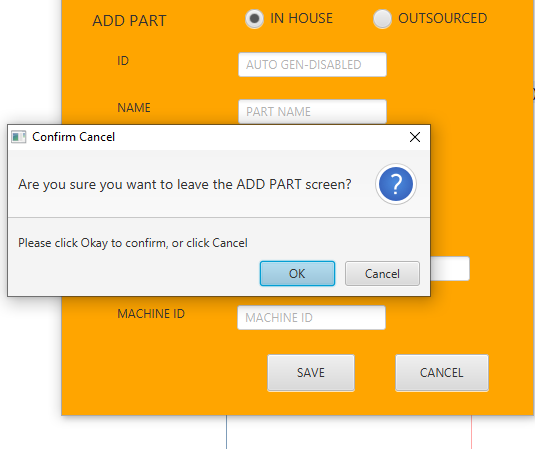 ADD PART IN HOUSE OUTSOURCED
ID AUTO GEN-DISABLED
NAME PART NAME
Confirm Cancel
Are you sure you want to leave the ADD PART screen?
Please click Okay to confirm, or click Cancel
OK Cancel
MACHINE ID MACHINE ID
SAVE CANCEL